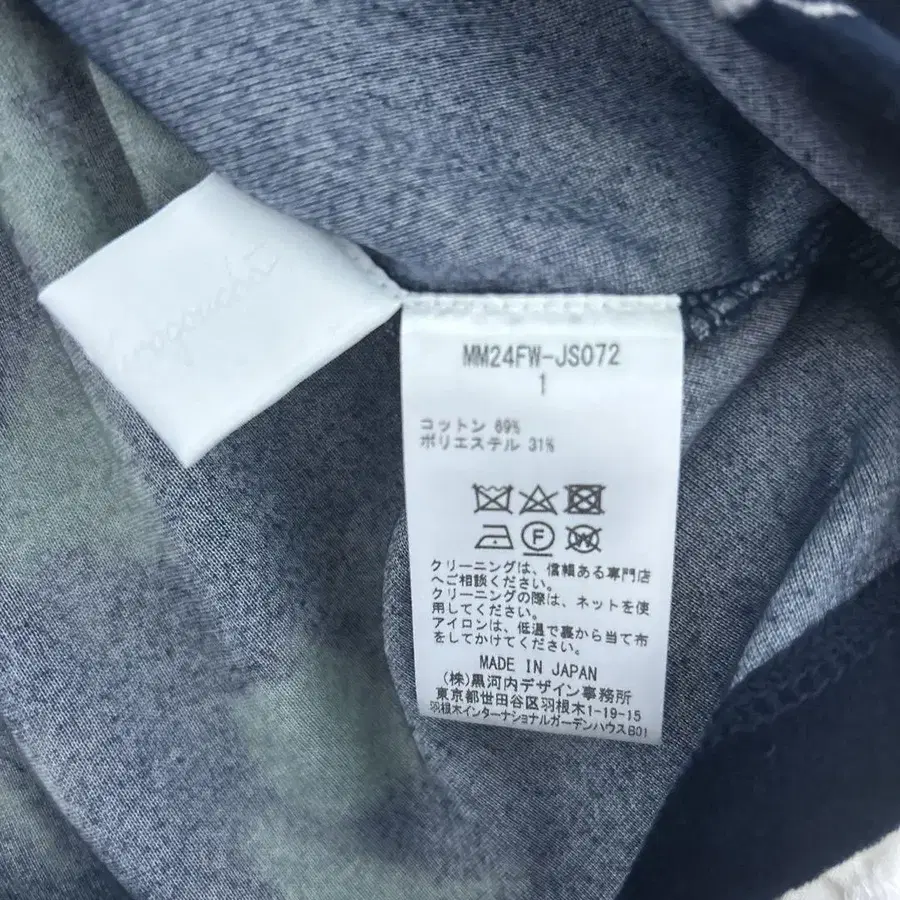 MM24FW-JS072
1
コットン 69%
ポリエステル 31%
F
W
クリーニングは、信頼ある専門店
へご相談ください。
クリーニングの際は、ネットを使
用してください。
アイロンは、低温で裏から当て布
をしてかけてください。
MADE IN JAPAN
(株)黒河内デザイン事務所
東京都世田谷区羽根木1-19-15
羽根木インターナショナルガーデンハウスB01